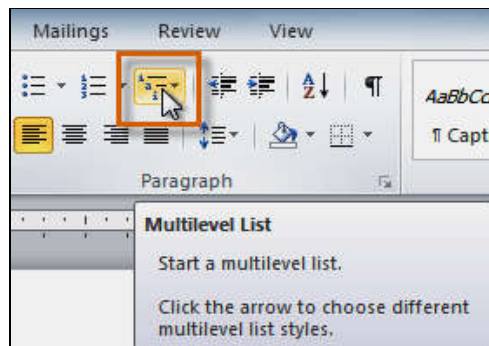 Mailings Review View
AaBbCc
¶ Capt
Paragraph
Multilevel List
Start a multilevel list.
Click the arrow to choose different
multilevel list styles.